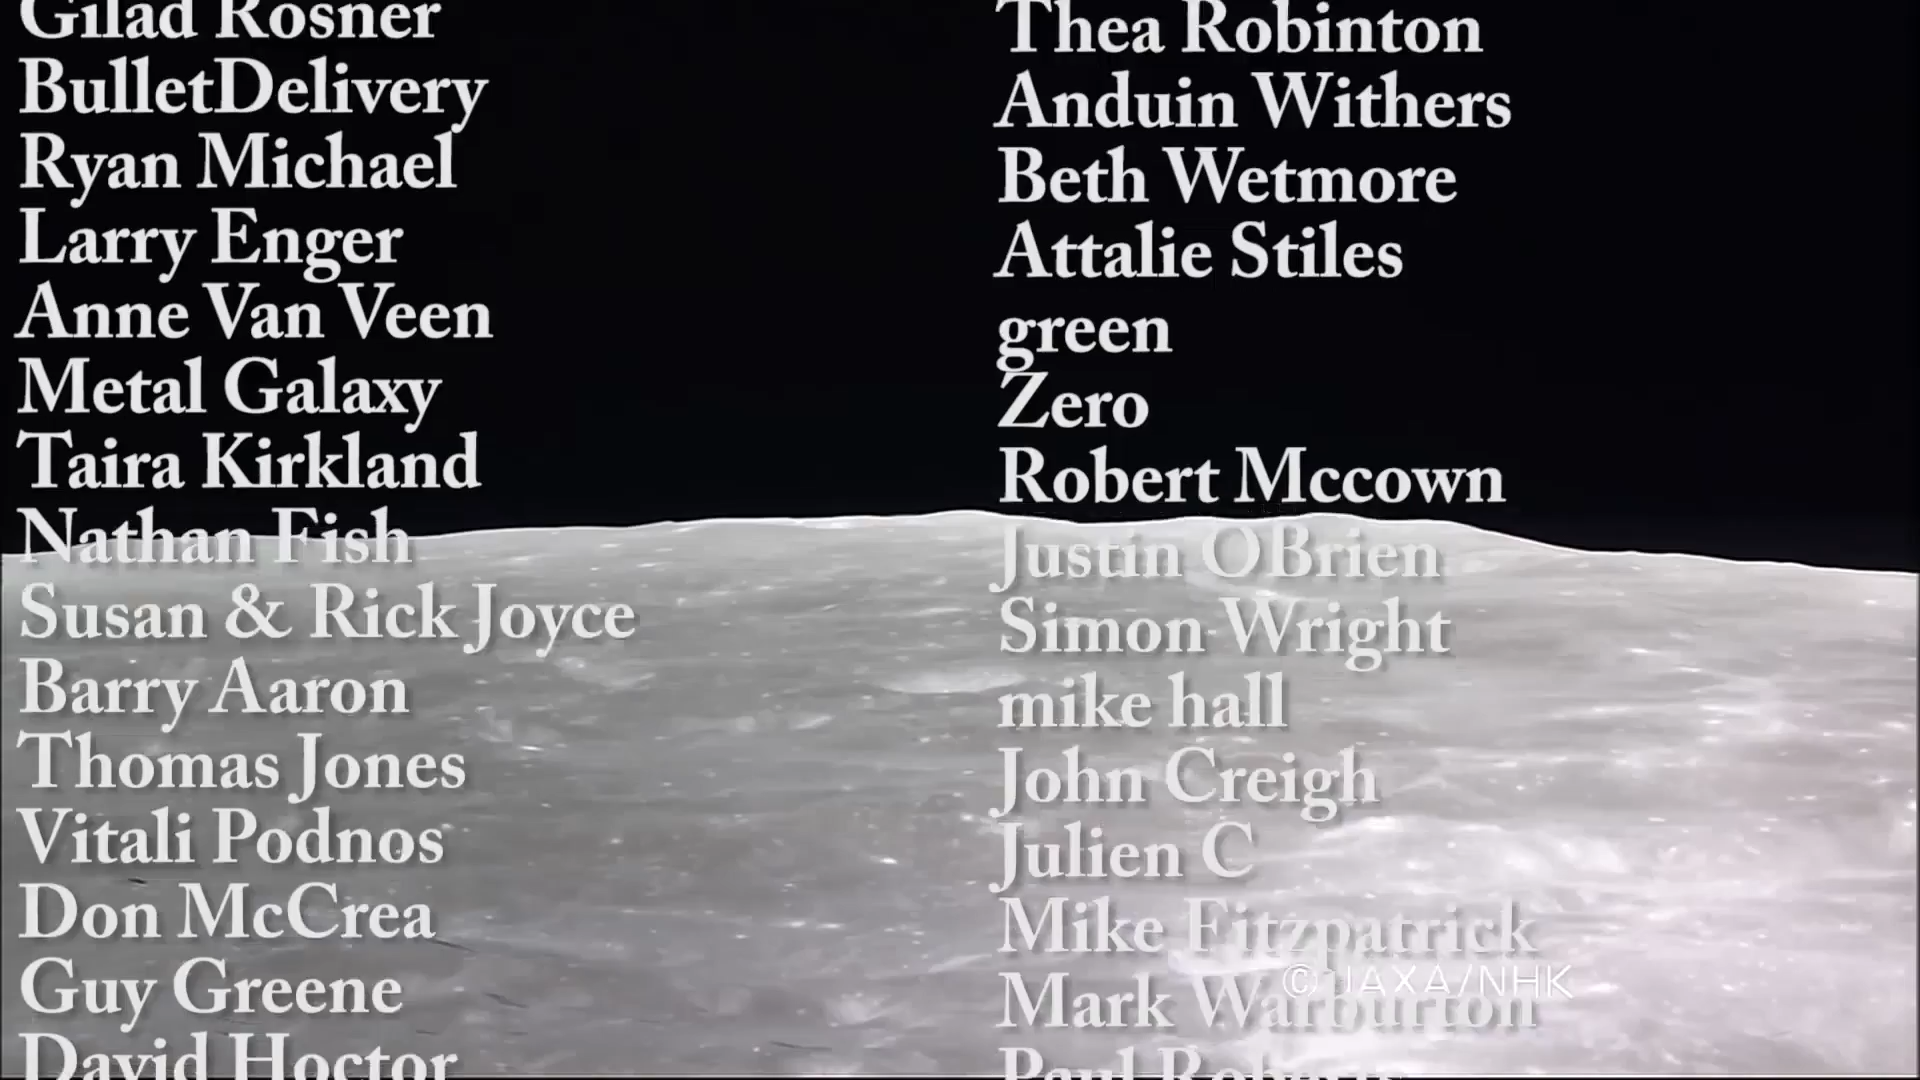 Gilad Rosner
BulletDelivery
Ryan Michael
Larry Enger
Anne Van Veen
Metal Galaxy
Taira Kirkland
Nathan Fish
Susan & Rick Joyce
Barry Aaron
Thomas Jones
Vitali Podnos
Don McCrea
Guy Greene
David Hoctor
Thea Robinton
Anduin Withers
Beth Wetmore
Attalie Stiles
green
Zero
Robert Mccown
Justin OBrien
Simon Wright
mike hall
John Creigh
Julien C
Mike Fitzpatrick
Mark Warburton
Paul Roberts
© JAXA/NHK